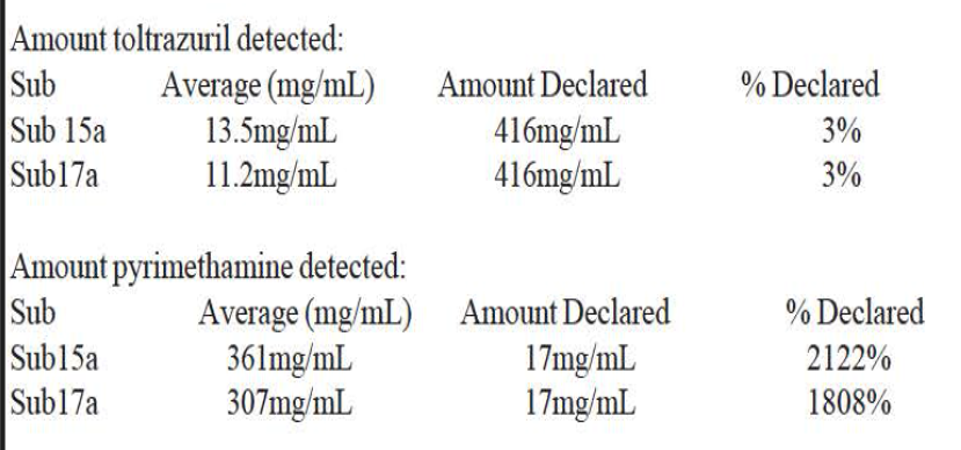 Amount toltrazuril detected:
Sub Average (mg/mL) Amount Declared % Declared
Sub 15a 13.5mg/mL 416mg/mL 3%
Sub17a 11.2mg/mL 416mg/mL 3%
Amount pyrimethamine detected:
Sub Average (mg/mL) Amount Declared % Declared
Sub15a 361mg/mL 17mg/mL 2122%
Sub17a 307mg/mL 17mg/mL 1808%